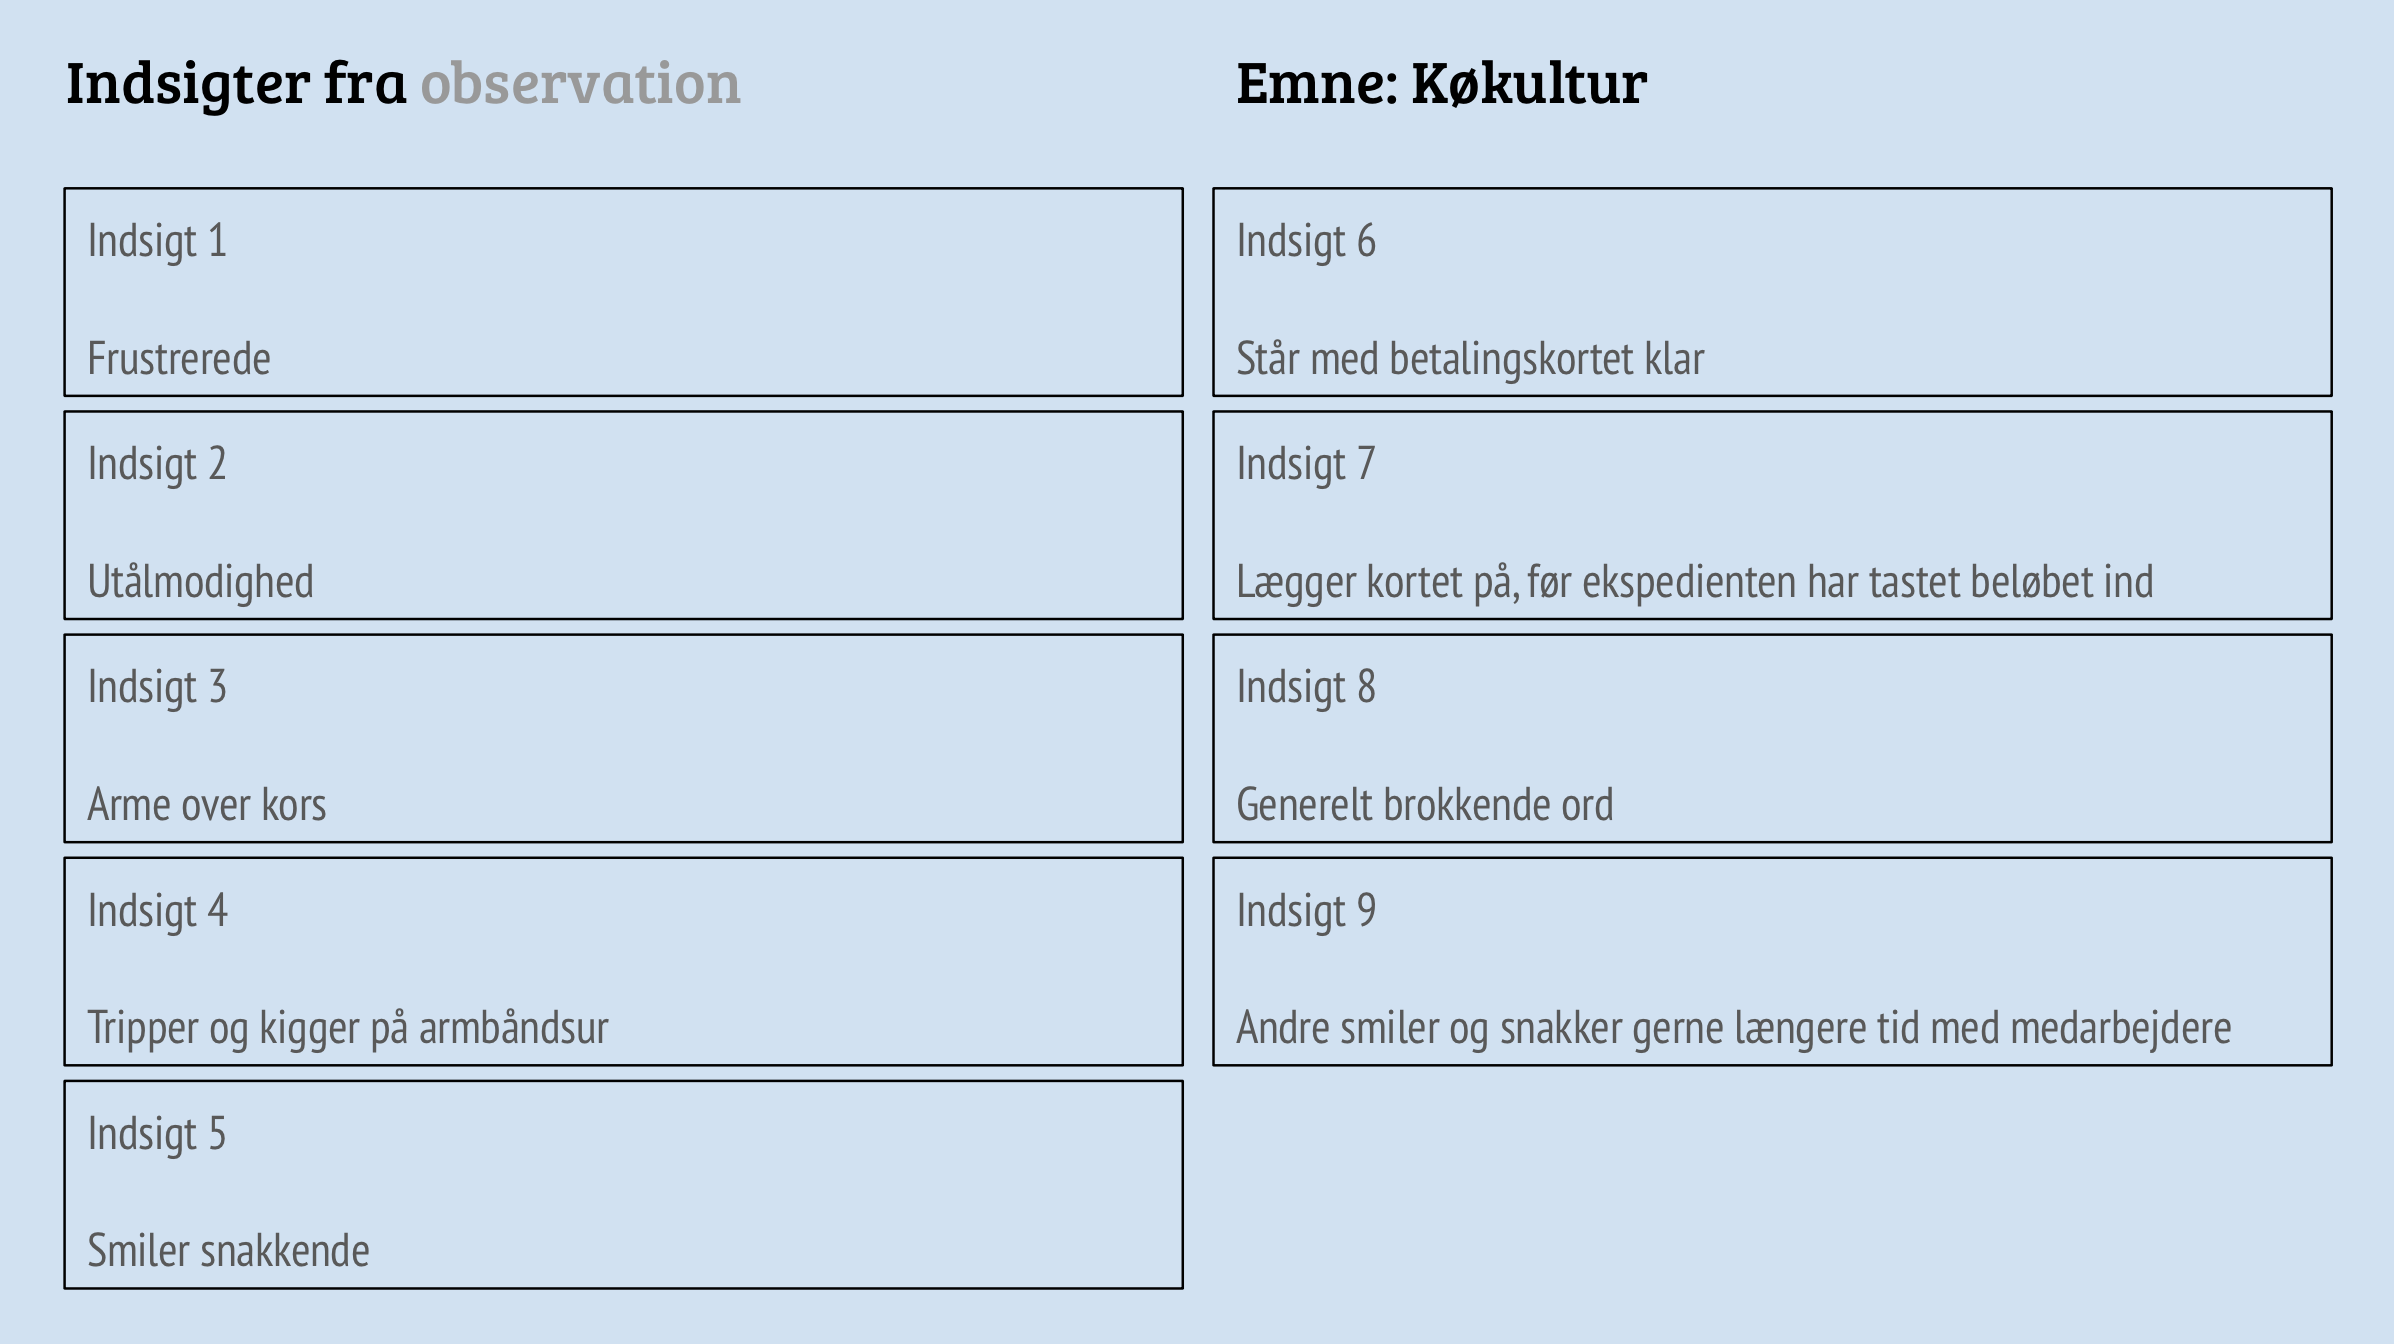 Indsigter fra observation
Emne: Køkultur
Indsigt 1
Frustrerede
Indsigt 2
Utålmodighed
Indsigt 3
Arme over kors
Indsigt 4
Tripper og kigger på armbåndsur
Indsigt 5
Smiler snakkende
Indsigt 6
Står med betalingskortet klar
Indsigt 7
Lægger kortet på, før ekspedienten har tastet beløbet ind
Indsigt 8
Generelt brokkende ord
Indsigt 9
Andre smiler og snakker gerne længere tid med medarbejdere